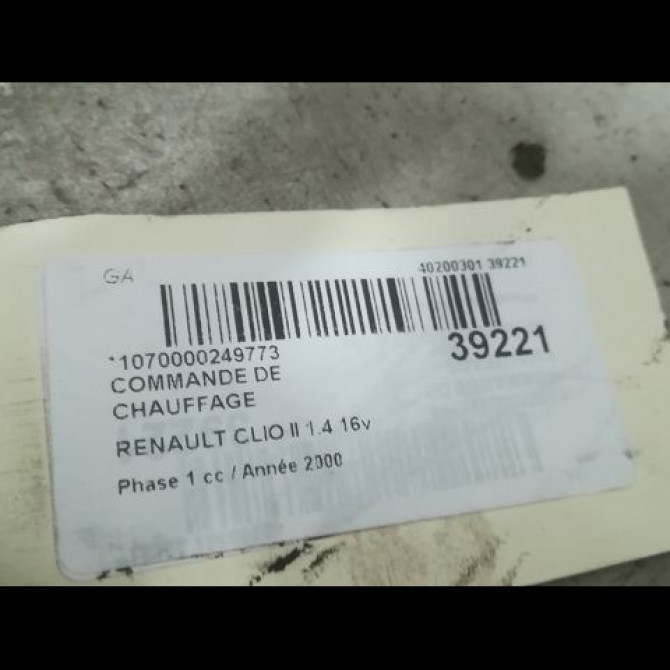 GA
40200301 39221
39221
*1070000249773
COMMANDE DE
CHAUFFAGE
RENAULT CLIO II 1.4 16v
Phase 1 cc / Année 2000